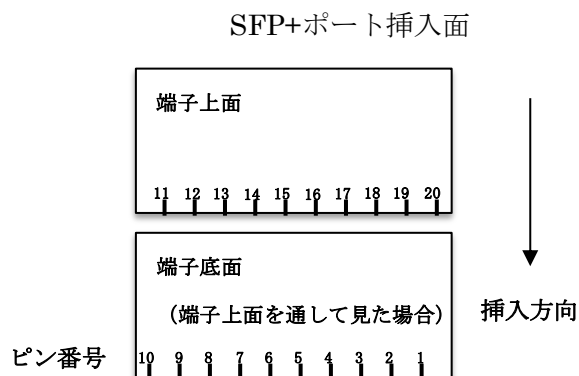 SFP+ポート挿入面
端子上面
11 12 13 14 15 16 17 18 19 20
端子底面
(端子上面を通して見た場合)
挿入方向
ピン番号
10 9 8 7 6 5 4 3 2 1